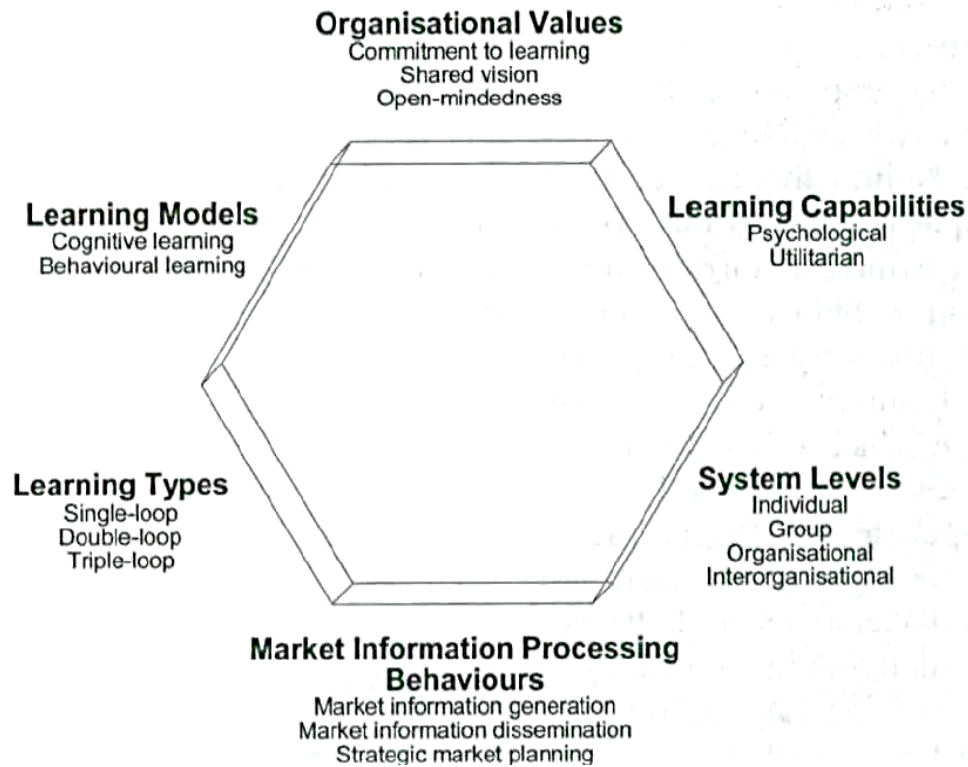 Organisational Values
Commitment to learning
Shared vision
Open-mindedness
Learning Models
Cognitive learning
Behavioural learning
Learning Capabilities
Psychological
Utilitarian
Learning Types
Single-loop
Double-loop
Triple-loop
System Levels
Individual
Group
Organisational
Interorganisational
Market Information Processing
Behaviours
Market information generation
Market information dissemination
Strategic market planning